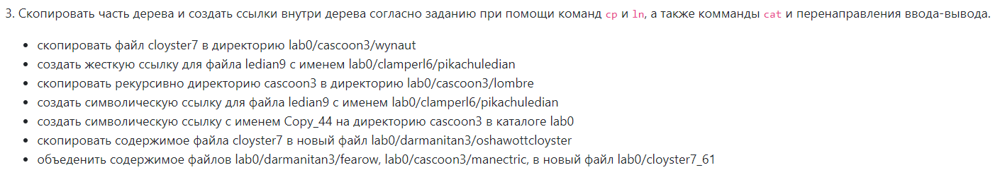 3. Скопировать часть дерева и создать ссылки внутри дерева согласно заданию при помощи команд cp и ln, а также комманды cat и перенаправления ввода-вывода.
• скопировать файл cloyster7 в директорию lab0/cascoon3/wynaut
• создать жесткую ссылку для файла ledian9 с именем lab0/clamperl6/pikachuledian
• скопировать рекурсивно директорию cascoon3 в директорию lab0/cascoon3/lombre
• создать символическую ссылку для файла ledian9 с именем lab0/clamperl6/pikachuledian
• создать символическую ссылку с именем Copy_44 на директорию cascoon3 в каталоге lab0
• скопировать содержимое файла cloyster7 в новый файл lab0/darmanitan3/oshawottcloyster
• объеденить содержимое файлов lab0/darmanitan3/fearow, lab0/cascoon3/manectric, в новый файл lab0/cloyster7_61